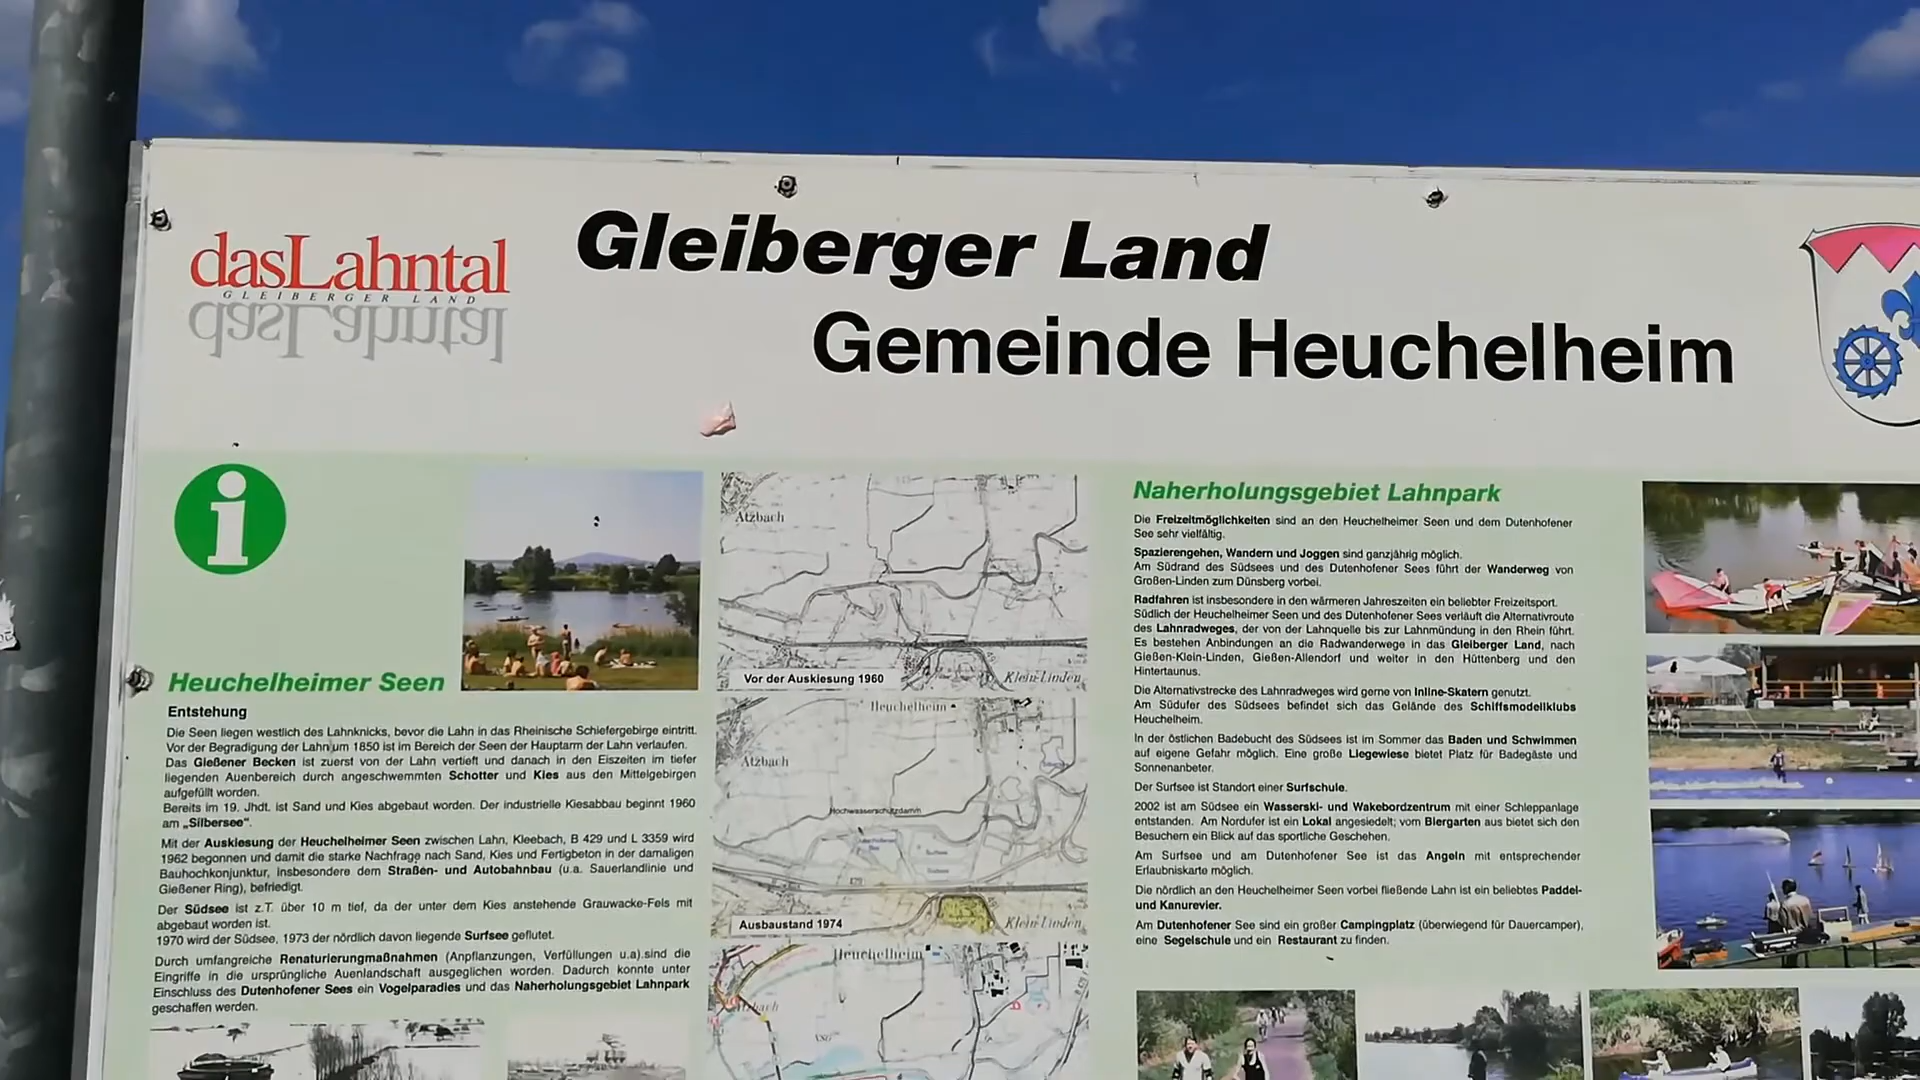 dasLahntal
GLEIBERGER LAND
Gleiberger Land
Gemeinde Heuchelheim
i
Heuchelheimer Seen
Entstehung
Die Seen liegen westlich des Lahnknicks, bevor die Lahn in das Rheinische Schiefergebirge eintritt.
Vor der Begradigung der Lahn um 1850 ist im Bereich der Seen der Hauptarm der Lahn verlaufen.
Das Gießener Becken ist zuerst von der Lahn vertieft und danach in den Eiszeiten im tiefer
liegenden Auenbereich durch angeschwemmten Schotter und Kies aus den Mittelgebirgen
aufgefüllt worden.
Bereits im 19. Jhdt. ist Sand und Kies abgebaut worden. Der industrielle Kiesabbau beginnt 1960
am „Silbersee“.
Mit der Auskiesung der Heuchelheimer Seen zwischen Lahn, Kleebach, B 429 und L 3359 wird
1962 begonnen und damit die starke Nachfrage nach Sand, Kies und Fertigbeton in der damaligen
Bauhochkonjunktur, insbesondere dem Straßen- und Autobahnbau (u.a. Sauerlandlinie und
Gießener Ring), befriedigt.
Der Südsee ist z.T. über 10 m tief, da der unter dem Kies anstehende Grauwacke-Fels mit
abgebaut worden ist.
1970 wird der Südsee, 1973 der nördlich davon liegende Surfsee geflutet.
Durch umfangreiche Renaturierungmaßnahmen (Anpflanzungen, Verfüllungen u.a).sind die
Eingriffe in die ursprüngliche Auenlandschaft ausgeglichen worden. Dadurch konnte unter
Einschluss des Dutenhofener Sees ein Vogelparadies und das Naherholungsgebiet Lahnpark
geschaffen werden.
Atzbach
Klein-Linden
Vor der Auskiesung 1960
Heuchelheim
Atzbach
Hochwasserschutzdamm
Klein-Linden
Ausbaustand 1974
Heuchelheim
Atzbach
Naherholungsgebiet Lahnpark
Die Freizeitmöglichkeiten sind an den Heuchelheimer Seen und dem Dutenhofener
See sehr vielfältig.
Spazierengehen, Wandern und Joggen sind ganzjährig möglich.
Am Südrand des Südsees und des Dutenhofener Sees führt der Wanderweg von
Großen-Linden zum Dünsberg vorbei.
Radfahren ist insbesondere in den wärmeren Jahreszeiten ein beliebter Freizeitsport.
Südlich der Heuchelheimer Seen und des Dutenhofener Sees verläuft die Alternativroute
des Lahnradweges, der von der Lahnquelle bis zur Lahnmündung in den Rhein führt.
Es bestehen Anbindungen an die Radwanderwege in das Gleiberger Land, nach
Gießen-Klein-Linden, Gießen-Allendorf und weiter in den Hüttenberg und den
Hintertaunus.
Die Alternativstrecke des Lahnradweges wird gerne von Inline-Skatern genutzt.
Am Südufer des Südsees befindet sich das Gelände des Schiffsmodellklubs
Heuchelheim.
In der östlichen Badebucht des Südsees ist im Sommer das Baden und Schwimmen
auf eigene Gefahr möglich. Eine große Liegewiese bietet Platz für Badegäste und
Sonnenanbeter.
Der Surfsee ist Standort einer Surfschule.
2002 ist am Südsee ein Wasserski- und Wakebordzentrum mit einer Schleppanlage
entstanden. Am Nordufer ist ein Lokal angesiedelt; vom Biergarten aus bietet sich den
Besuchern ein Blick auf das sportliche Geschehen.
Am Surfsee und am Dutenhofener See ist das Angeln mit entsprechender
Erlaubniskarte möglich.
Die nördlich an den Heuchelheimer Seen vorbei fließende Lahn ist ein beliebtes Paddel-
und Kanurevier.
Am Dutenhofener See sind ein großer Campingplatz (überwiegend für Dauercamper),
eine Segelschule und ein Restaurant zu finden.